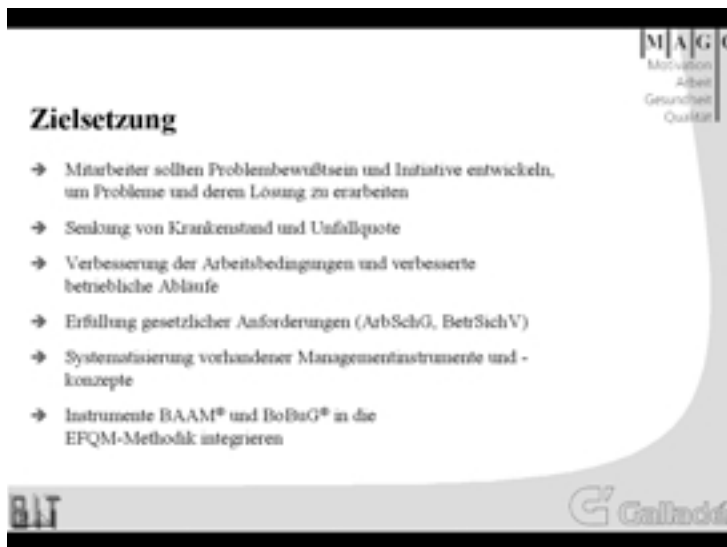 M A G
Motivation
Arbeit
Gesundheit
Qualität
Zielsetzung
Mitarbeiter sollten Problembewußtsein und Initiative entwickeln,
um Probleme und deren Lösung zu erarbeiten
Senkung von Krankenstand und Unfallquote
Verbesserung der Arbeitsbedingungen und verbesserte
betriebliche Abläufe
Erfüllung gesetzlicher Anforderungen (ArbSchG, BetrSichV)
Systematisierung vorhandener Managementinstrumente und -
konzepte
Instrumente BAAM® und BoBuG® in die
EFQM-Methodik integrieren
BIT